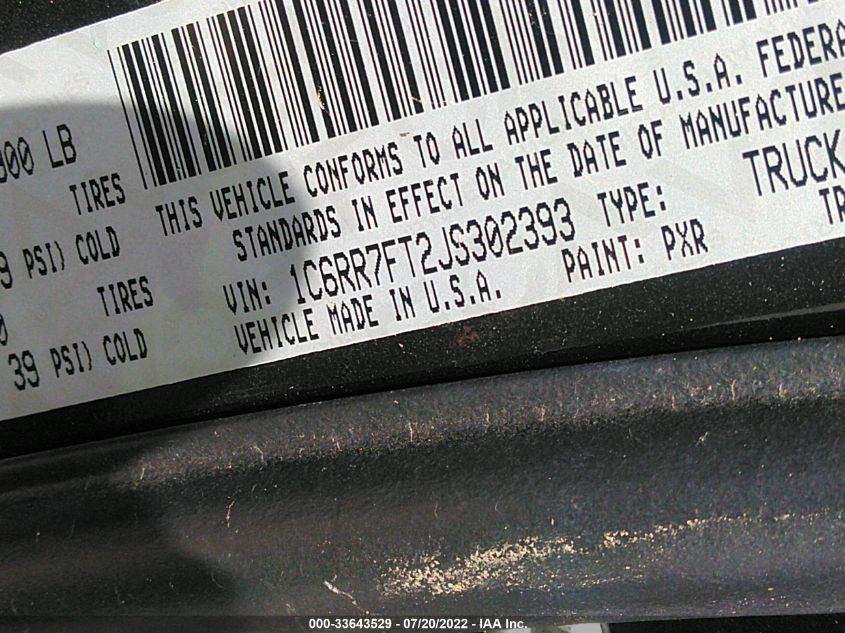 900 LB
TIRES
9 PSI) COLD
TIRES
39 PSI) COLD
THIS VEHICLE CONFORMS TO ALL APPLICABLE U.S.A. FEDERA
STANDARDS IN EFFECT ON THE DATE OF MANUFACTURE
VIN: 1C6RR7FT2JS302393 TYPE: TRUCK
VEHICLE MADE IN U.S.A. PAINT: PXR TR
000-33643529 - 07/20/2022 - IAA Inc.